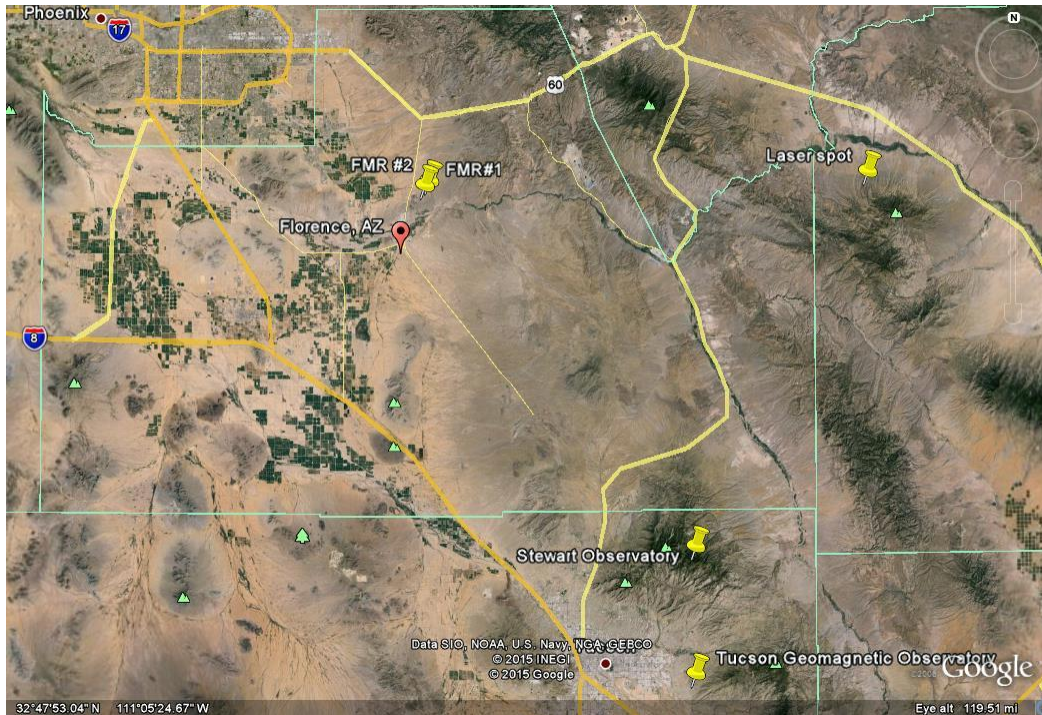 Phoenix
17
N
60
Laser spot
FMR #2
FMR#1
Florence, AZ
8
Stewart Observatory
Data SIO, NOAA, U.S. Navy, NGA, GEBCO
© 2015 INEGI
© 2015 Google
Tucson Geomagnetic Observatory
Google
32°47'53.04" N 111°05'24.67" W
Eye alt 119.51 mi